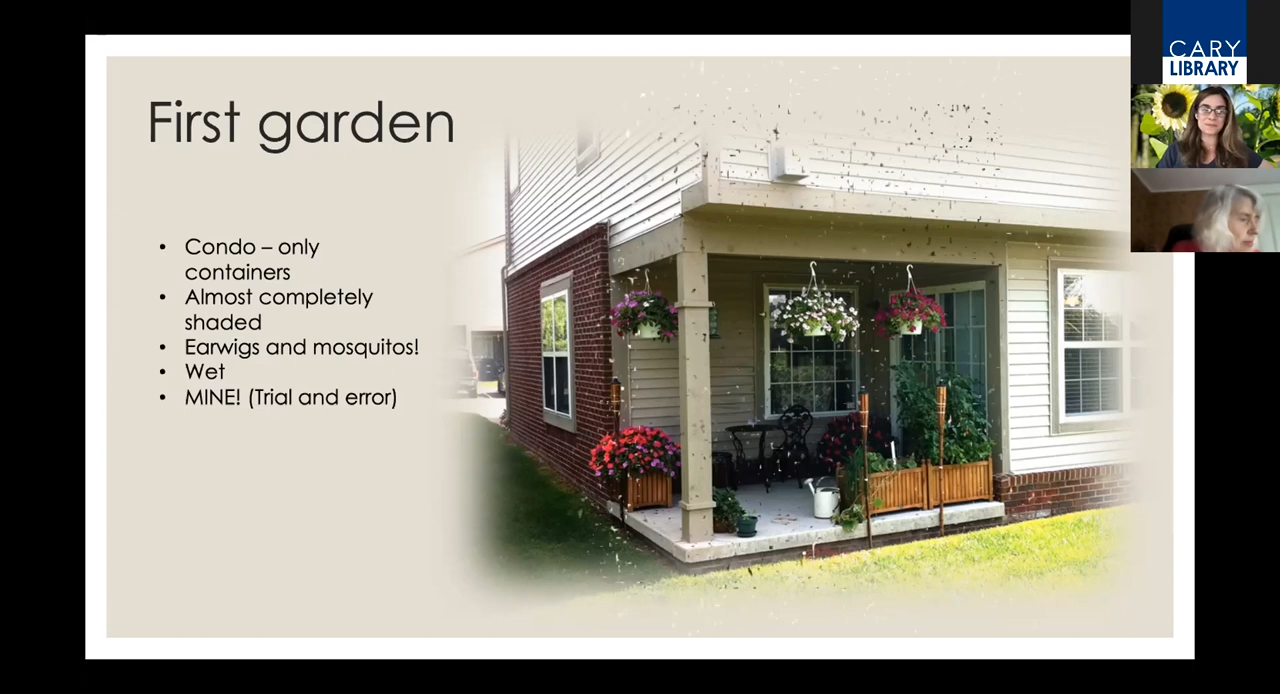 First garden
• Condo – only
containers
• Almost completely
shaded
• Earwigs and mosquitos!
• Wet
• MINE! (Trial and error)
CARY
LIBRARY